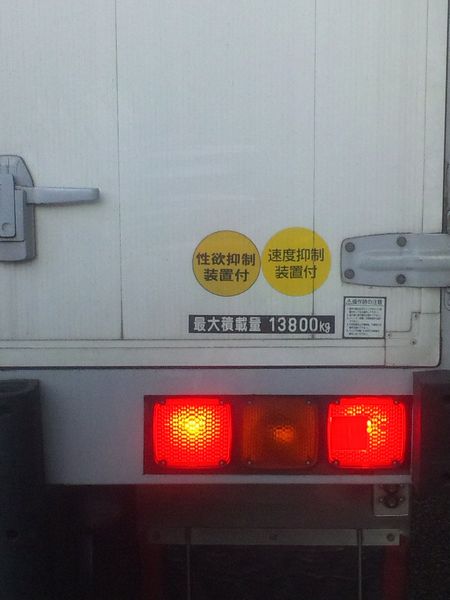 性欲抑制
装置付
速度抑制
装置付
最大積載量 13800kg